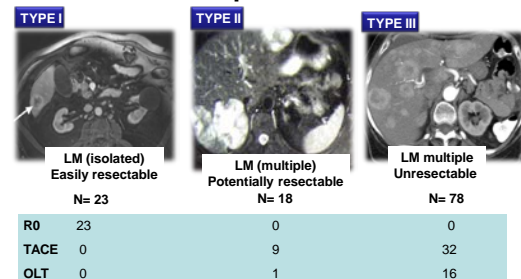 TYPE I TYPE II TYPE III
LM (isolated)
Easily resectable
N= 23
LM (multiple)
Potentially resectable
N= 18
LM multiple
Unresectable
N= 78
R0 23 0 0
TACE 0 9 32
OLT 0 1 16